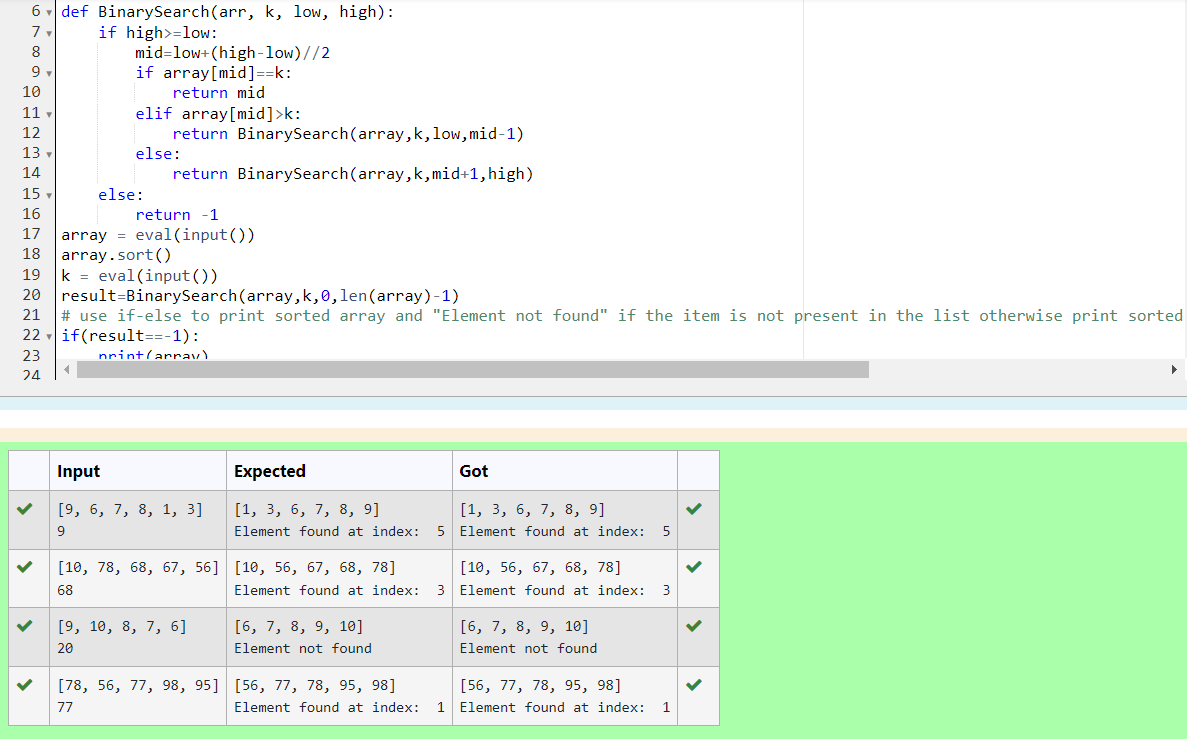 6 def BinarySearch(arr, k, low, high):
7     if high>=low:
8         mid=low+(high-low)//2
9         if array[mid]==k:
10             return mid
11         elif array[mid]>k:
12             return BinarySearch(array,k,low,mid-1)
13         else:
14             return BinarySearch(array,k,mid+1,high)
15     else:
16         return -1
17 array = eval(input())
18 array.sort()
19 k = eval(input())
20 result=BinarySearch(array,k,0,len(array)-1)
21 # use if-else to print sorted array and "Element not found" if the item is not present in the list otherwise print sorted
22 if(result==-1):
23     print(array)
24
Input Expected Got
[9, 6, 7, 8, 1, 3] [1, 3, 6, 7, 8, 9] [1, 3, 6, 7, 8, 9]
9 Element found at index:  5 Element found at index:  5
[10, 78, 68, 67, 56] [10, 56, 67, 68, 78] [10, 56, 67, 68, 78]
68 Element found at index:  3 Element found at index:  3
[9, 10, 8, 7, 6] [6, 7, 8, 9, 10] [6, 7, 8, 9, 10]
20 Element not found Element not found
[78, 56, 77, 98, 95] [56, 77, 78, 95, 98] [56, 77, 78, 95, 98]
77 Element found at index:  1 Element found at index:  1